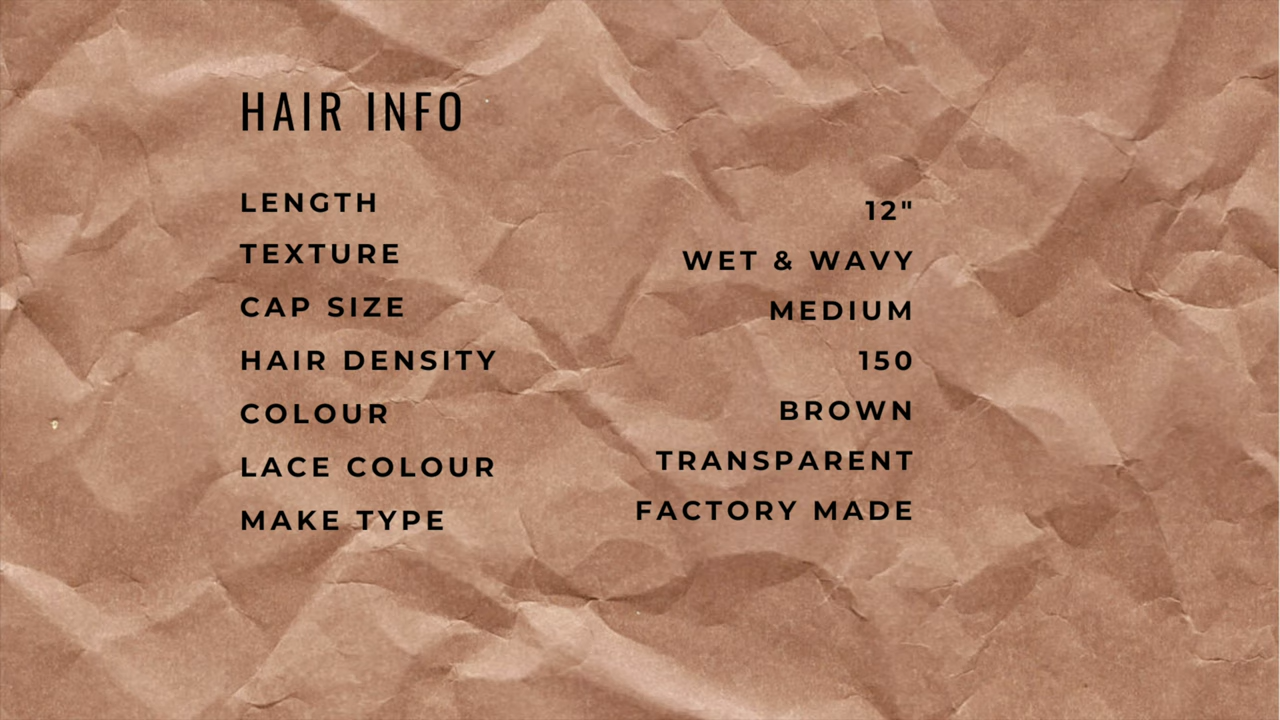 HAIR INFO
LENGTH 12"
TEXTURE WET & WAVY
CAP SIZE MEDIUM
HAIR DENSITY 150
COLOUR BROWN
LACE COLOUR TRANSPARENT
MAKE TYPE FACTORY MADE